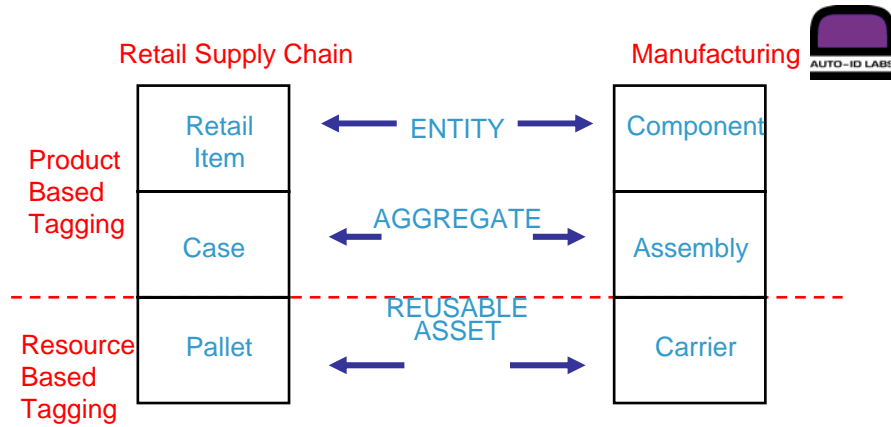 AUTO-ID LABS
Retail Supply Chain
Manufacturing
Retail
Item
ENTITY
Component
Product
Based
Tagging
Case
AGGREGATE
Assembly
REUSABLE
ASSET
Resource
Based
Tagging
Pallet
Carrier